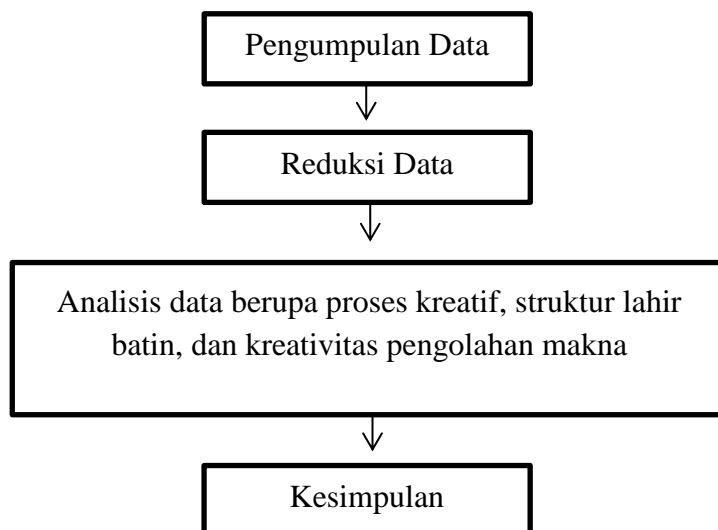 Pengumpulan Data
Reduksi Data
Analisis data berupa proses kreatif, struktur lahir
batin, dan kreativitas pengolahan makna
Kesimpulan